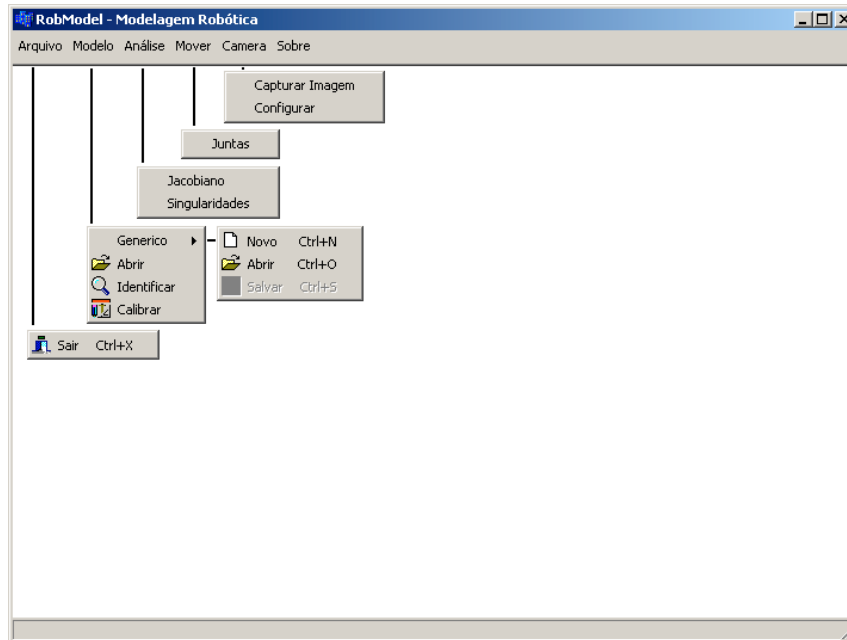 RobModel - Modelagem Robótica
Arquivo Modelo Análise Mover Camera Sobre
Capturar Imagem
Configurar
Juntas
Jacobiano
Singularidades
Generico
Abrir
Identificar
Calibrar
Novo Ctrl+N
Abrir Ctrl+O
Salvar Ctrl+S
Sair Ctrl+X